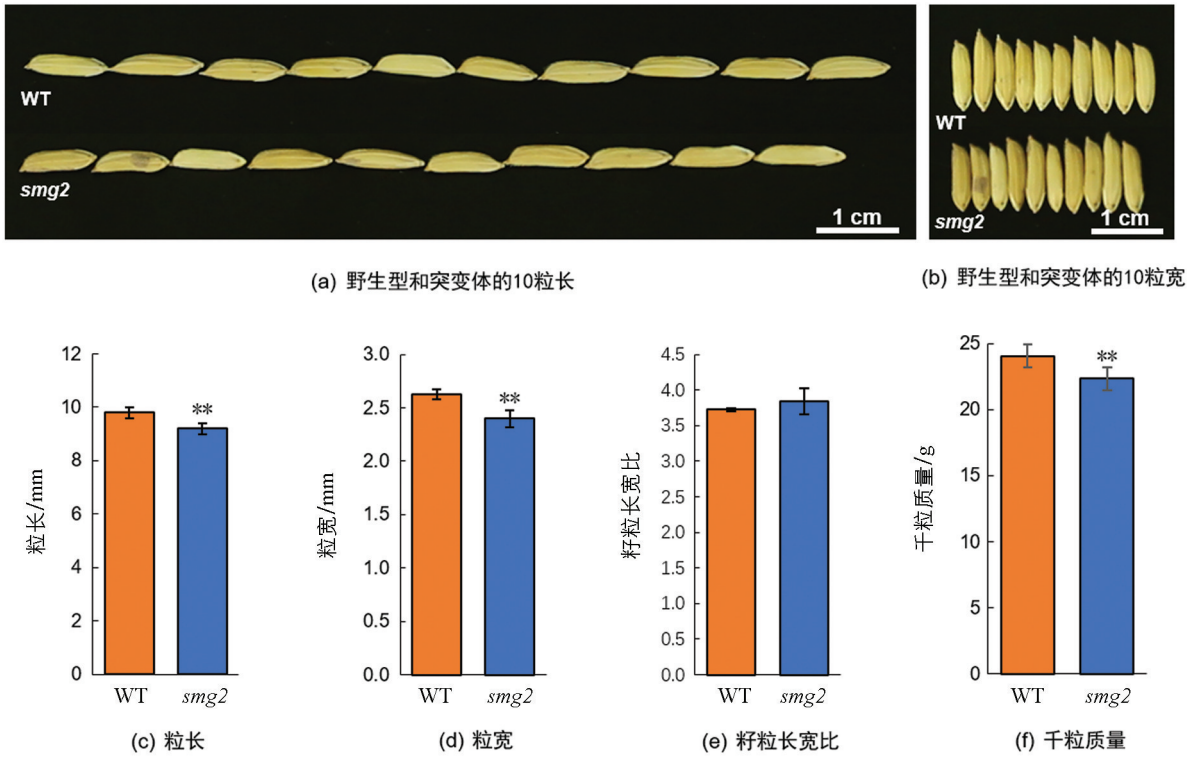 WT
smg2
1 cm
WT
smg2
1 cm
(a) 野生型和突变体的10粒长
(b) 野生型和突变体的10粒宽
12
10
8
6
4
2
0
粒长/mm
**
WT
smg2
(c) 粒长
3.0
2.5
2.0
1.5
1.0
0.5
0.0
粒宽/mm
**
WT
smg2
(d) 粒宽
4.5
4.0
3.5
3.0
2.5
2.0
1.5
1.0
0.5
0.0
籽粒长宽比
WT
smg2
(e) 籽粒长宽比
25
20
15
10
5
0
千粒质量/g
**
WT
smg2
(f) 千粒质量